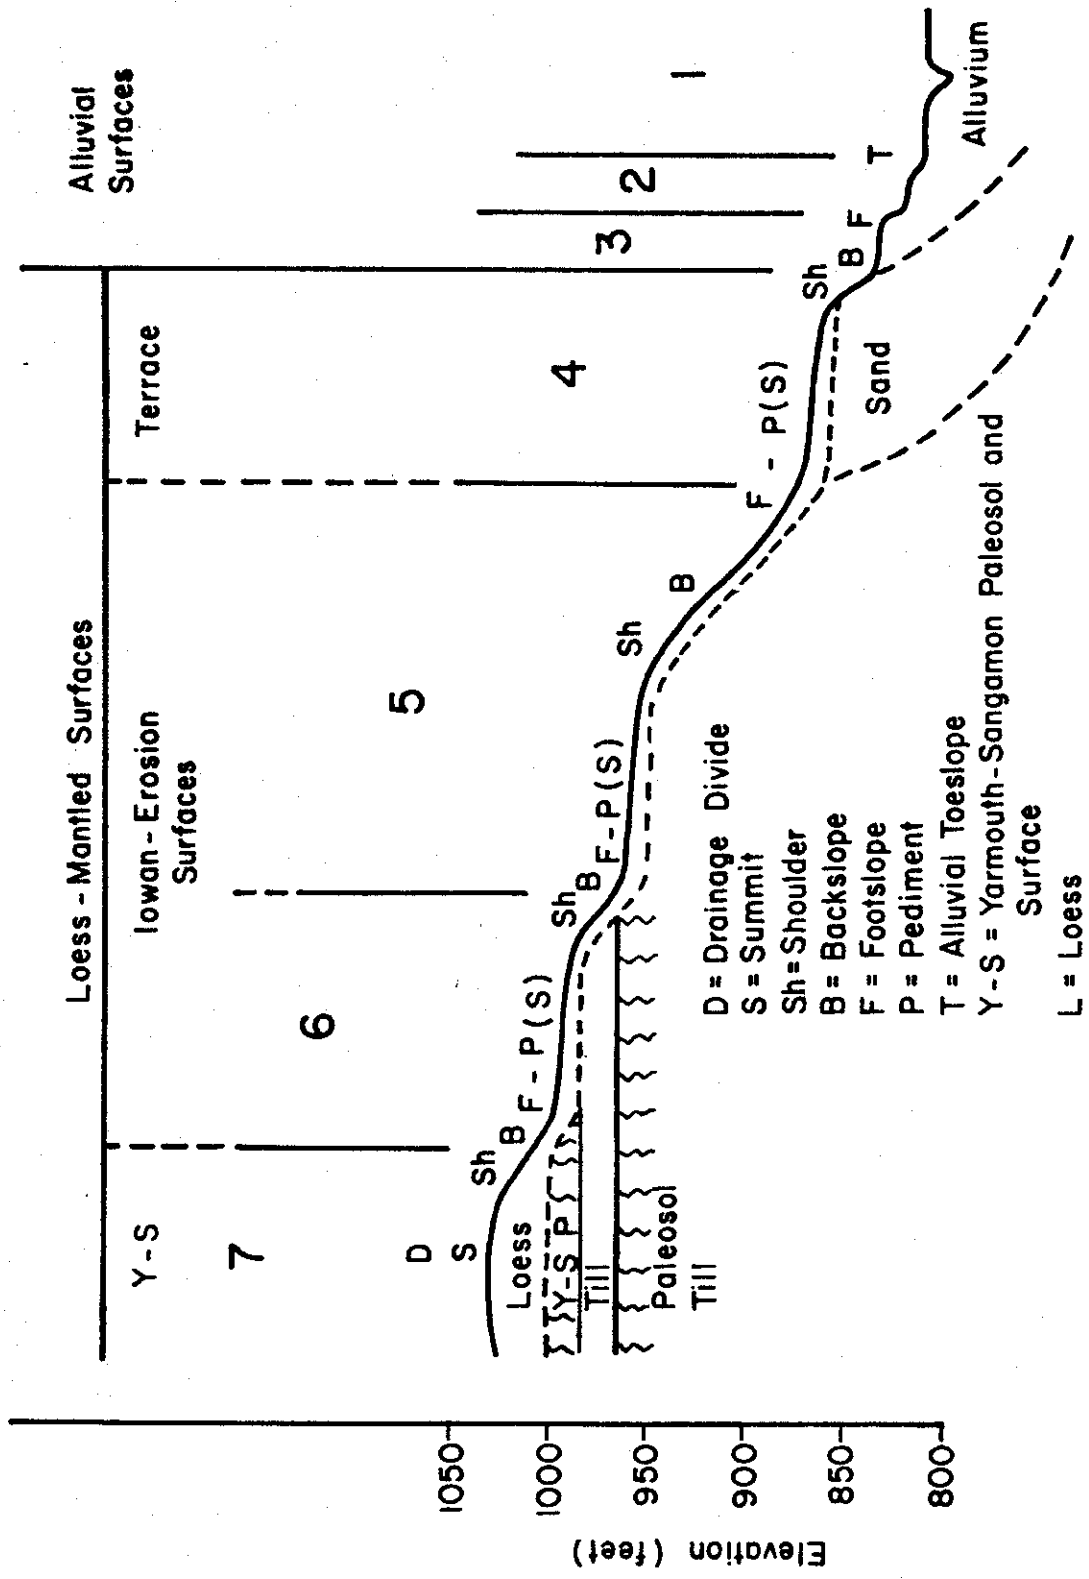 Loess-Mantled Surfaces
Alluvial
Surfaces
Y-S
Iowan-Erosion
Surfaces
Terrace
7
6
5
4
3
2
1
D
S
Sh
B
F - P(S)
Sh
B
F-P(S)
Sh
B
F - P(S)
Sh
B
F
T
Loess
Y-S P
Till
Paleosol
Till
Sand
Alluvium
Elevation (feet)
1050
1000
950
900
850
800
D = Drainage Divide
S = Summit
Sh = Shoulder
B = Backslope
F = Footslope
P = Pediment
T = Alluvial Toeslope
Y-S = Yarmouth-Sangamon Paleosol and
Surface
L = Loess